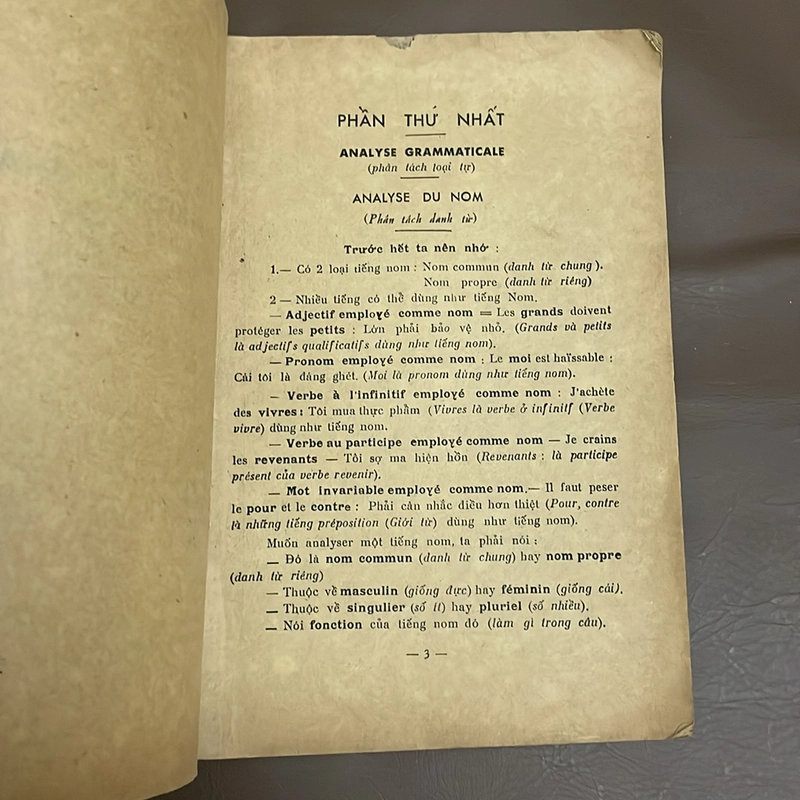 PHẦN THỨ NHẤT
ANALYSE GRAMMATICALE
(phân tách loại tự)
ANALYSE DU NOM
(Phân tách danh từ)
Trước hết ta nên nhớ :
1.— Có 2 loại tiếng nom : Nom commun (danh từ chung).
Nom propre (danh từ riêng)
2 — Nhiều tiếng có thể dùng như tiếng Nom.
— Adjectif employé comme nom = Les grands doivent
protéger les petits : Lớn phải bảo vệ nhỏ. (Grands và petits
là adjectifs qualificatifs dùng như tiếng nom).
— Pronom employé comme nom : Le moi est haïssable :
Cái tôi là đáng ghét. (Moi là pronom dùng như tiếng nom).
— Verbe à l'infinitif employé comme nom : J'achète
des vivres : Tôi mua thực phẩm (Vivres là verbe ở infinitf (Verbe
vivre) dùng như tiếng nom.
— Verbe au participe employé comme nom — Je crains
les revenants — Tôi sợ ma hiện hồn (Revenants : là participe
présent của verbe revenir).
— Mot invariable employé comme nom.— Il faut peser
le pour et le contre : Phải cân nhắc điều hơn thiệt (Pour, contre
là những tiếng préposition (Giới từ) dùng như tiếng nom).
Muốn analyser một tiếng nom, ta phải nói :
— Đó là nom commun (danh từ chung) hay nom propre
(danh từ riêng)
— Thuộc về masculin (giống đực) hay féminin (giống cái).
— Thuộc về singulier (số ít) hay pluriel (số nhiều).
— Nói fonction của tiếng nom đó (làm gì trong câu).
— 3 —